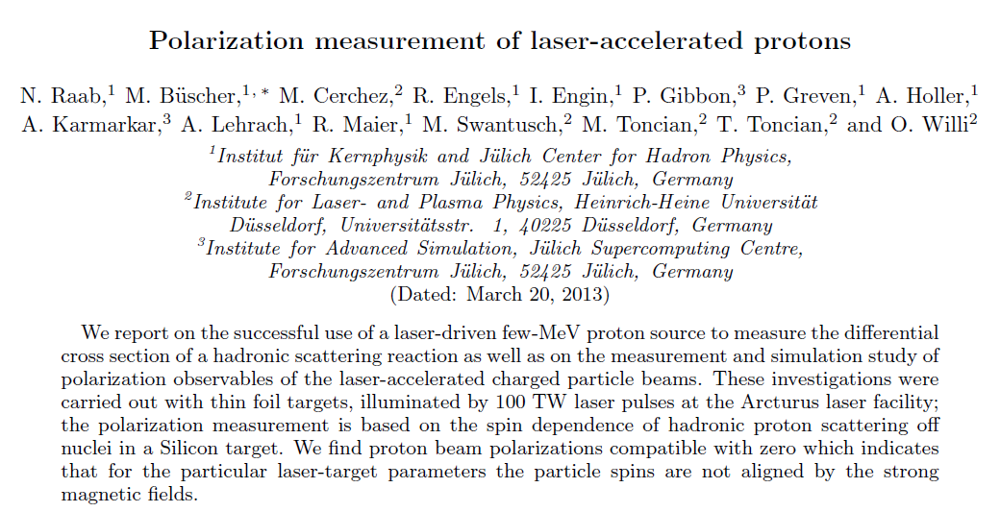 Polarization measurement of laser-accelerated protons
N. Raab,¹ M. Büscher,¹,* M. Cerchez,² R. Engels,¹ I. Engin,¹ P. Gibbon,³ P. Greven,¹ A. Holler,¹
A. Karmarkar,³ A. Lehrach,¹ R. Maier,¹ M. Swantusch,² M. Toncian,² T. Toncian,² and O. Willi²
¹Institut für Kernphysik and Jülich Center for Hadron Physics,
Forschungszentrum Jülich, 52425 Jülich, Germany
²Institute for Laser- and Plasma Physics, Heinrich-Heine Universität
Düsseldorf, Universitätsstr. 1, 40225 Düsseldorf, Germany
³Institute for Advanced Simulation, Jülich Supercomputing Centre,
Forschungszentrum Jülich, 52425 Jülich, Germany
(Dated: March 20, 2013)
We report on the successful use of a laser-driven few-MeV proton source to measure the differential
cross section of a hadronic scattering reaction as well as on the measurement and simulation study of
polarization observables of the laser-accelerated charged particle beams. These investigations were
carried out with thin foil targets, illuminated by 100 TW laser pulses at the Arcturus laser facility;
the polarization measurement is based on the spin dependence of hadronic proton scattering off
nuclei in a Silicon target. We find proton beam polarizations compatible with zero which indicates
that for the particular laser-target parameters the particle spins are not aligned by the strong
magnetic fields.